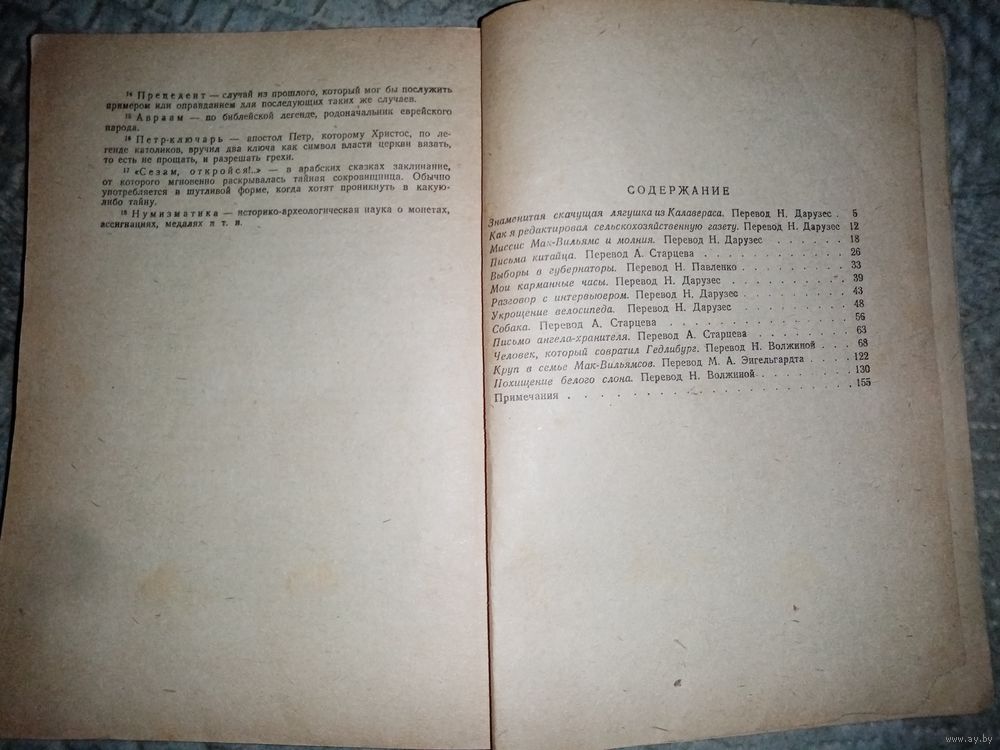 ¹⁴ Прецедент — случай из прошлого, который мог бы послужить
примером или оправданием для последующих таких же случаев.
¹⁵ Авраам — по библейской легенде, родоначальник еврейского
народа.
¹⁶ Петр-ключарь — апостол Петр, которому Христос, по ле-
генде католиков, вручил два ключа как символ власти церкви вязать,
то есть не прощать, и разрешать грехи.
¹⁷ «Сезам, откройся!..» — в арабских сказках заклинание,
от которого мгновенно раскрывалась тайная сокровищница. Обычно
употребляется в шутливой форме, когда хотят проникнуть в какую-
либо тайну.
¹⁸ Нумизматика — историко-археологическая наука о монетах,
ассигнациях, медалях и т. п.
СОДЕРЖАНИЕ
Знаменитая скачущая лягушка из Калавераса. Перевод Н. Дарузес . 5
Как я редактировал сельскохозяйственную газету. Перевод Н. Дарузес 12
Миссис Мак-Вильямс и молния. Перевод Н. Дарузес . . . . . . 18
Письма китайца. Перевод А. Старцева . . . . . . . . . . . 26
Выборы в губернаторы. Перевод Н. Павленко . . . . . . . . 33
Мои карманные часы. Перевод Н. Дарузес . . . . . . . . . 39
Разговор с интервьюером. Перевод Н. Дарузес . . . . . . . . 43
Укрощение велосипеда. Перевод Н. Дарузес . . . . . . . . . 48
Собака. Перевод А. Старцева . . . . . . . . . . . . . 56
Письмо ангела-хранителя. Перевод А. Старцева . . . . . . . 63
Человек, который совратил Гедлиберг. Перевод Н. Волжиной . . . 68
Круп в семье Мак-Вильямсов. Перевод М. А. Энгельгардта . . . . 122
Похищение белого слона. Перевод Н. Волжиной . . . . . . . 130
Примечания . . . . . . . . . . . . . . . . . . . 155
www.ay.by